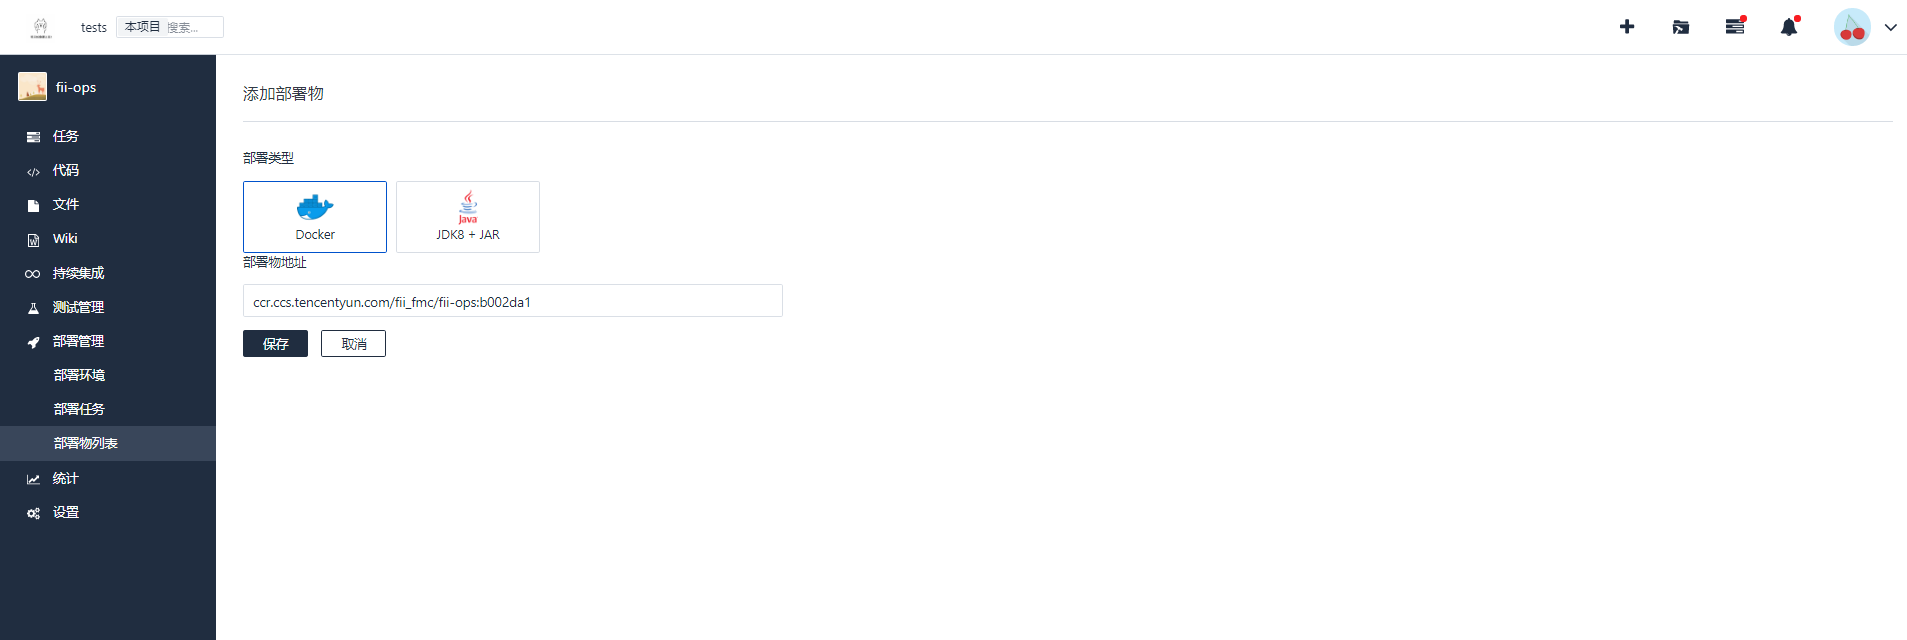 tests 本项目 搜索...
fii-ops
任务
代码
文件
Wiki
持续集成
测试管理
部署管理
部署环境
部署任务
部署物列表
统计
设置
添加部署物
部署类型
Docker
Java
JDK8 + JAR
部署物地址
ccr.ccs.tencentyun.com/fii_fmc/fii-ops:b002da1
保存 取消